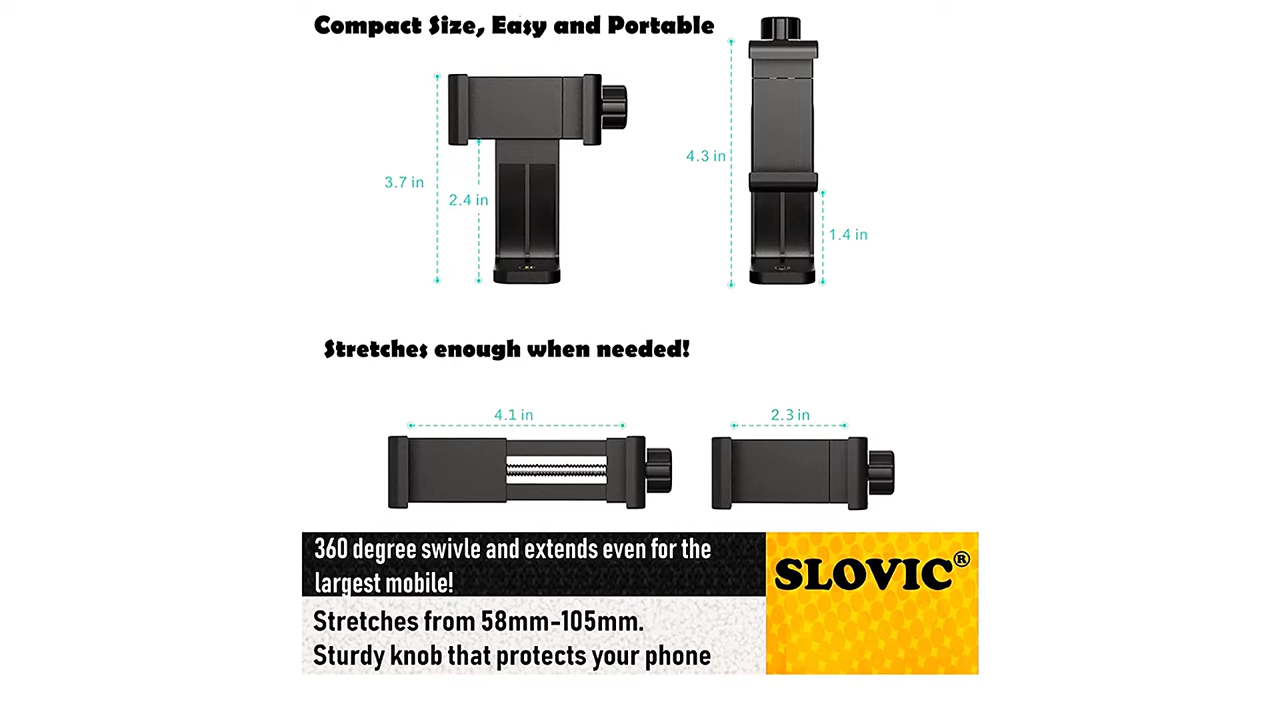 Compact Size, Easy and Portable
3.7 in
2.4 in
4.3 in
1.4 in
Stretches enough when needed!
4.1 in
2.3 in
360 degree swivle and extends even for the
largest mobile!
SLOVIC®
Stretches from 58mm-105mm.
Sturdy knob that protects your phone